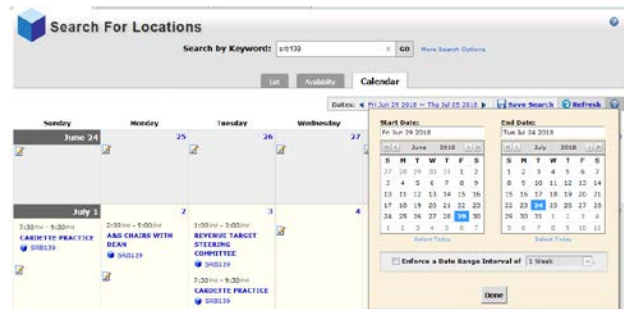 Search For Locations
Search by Keyword: srb139 GO More Search Options
List Availability Calendar
Dates: Fri Jun 29 2018 - Thu Jul 05 2018 Save Search Refresh
Sunday Monday Tuesday Wednesday
Start Date: End Date:
Fri Jun 29 2018 Tue Jul 24 2018
June 2018 July 2018
S M T W T F S S M T W T F S
27 28 29 30 31 1 2 1 2 3 4 5 6 7
3 4 5 6 7 8 9 8 9 10 11 12 13 14
10 11 12 13 14 15 16 15 16 17 18 19 20 21
17 18 19 20 21 22 23 22 23 24 25 26 27 28
24 25 26 27 28 29 30 29 30 31 1 2 3 4
1 2 3 4 5 6 7 5 6 7 8 9 10 11
Select Today Select Today
Enforce a Date Range Interval of 1 Week
Done
June 24 25 26 27
July 1 2 3 4
7:30 PM - 9:30 PM
CARDETTE PRACTICE
SRB139
2:30 PM - 5:00 PM
A&S CHAIRS WITH
DEAN
SRB139
1:00 PM - 3:00 PM
REVENUE TARGET
STEERING
COMMITTEE
SRB139
7:30 PM - 9:30 PM
CARDETTE PRACTICE
SRB139